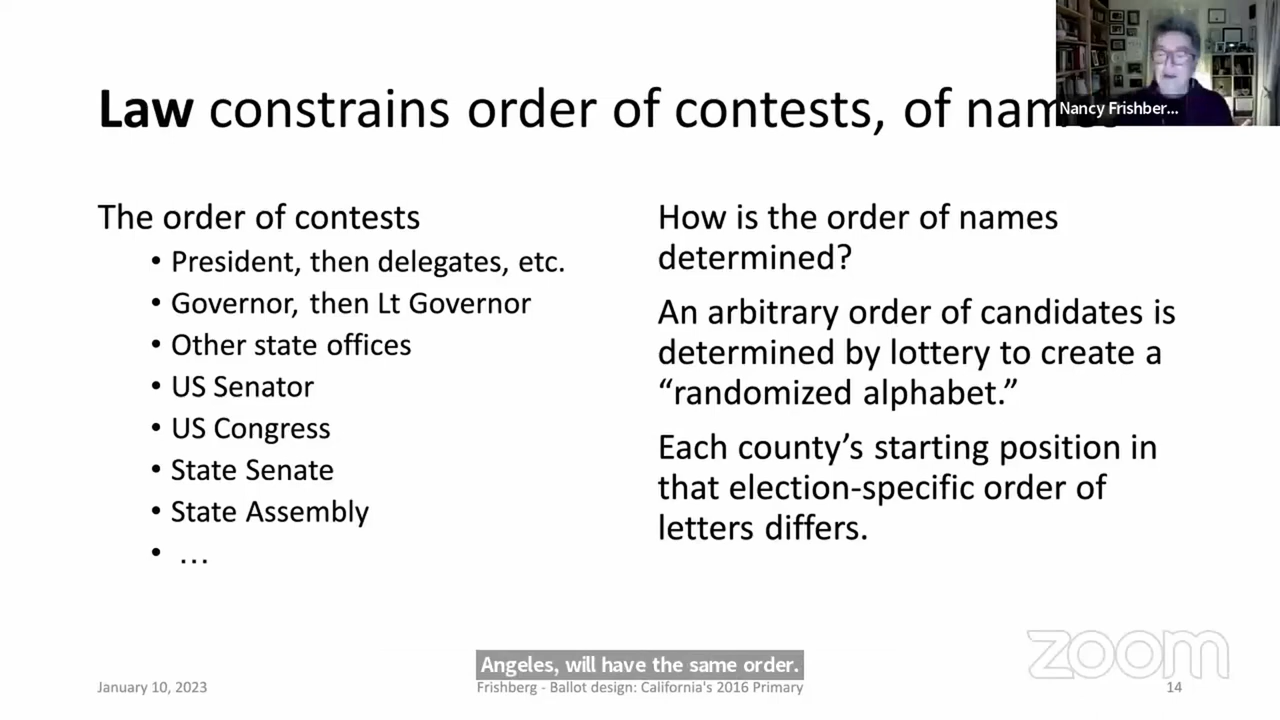 Law constrains order of contests, of names
Nancy Frishber...
The order of contests
• President, then delegates, etc.
• Governor, then Lt Governor
• Other state offices
• US Senator
• US Congress
• State Senate
• State Assembly
• ...
How is the order of names
determined?
An arbitrary order of candidates is
determined by lottery to create a
“randomized alphabet.”
Each county’s starting position in
that election-specific order of
letters differs.
Angeles, will have the same order.
zoom
January 10, 2023
Frishberg - Ballot design: California's 2016 Primary
14